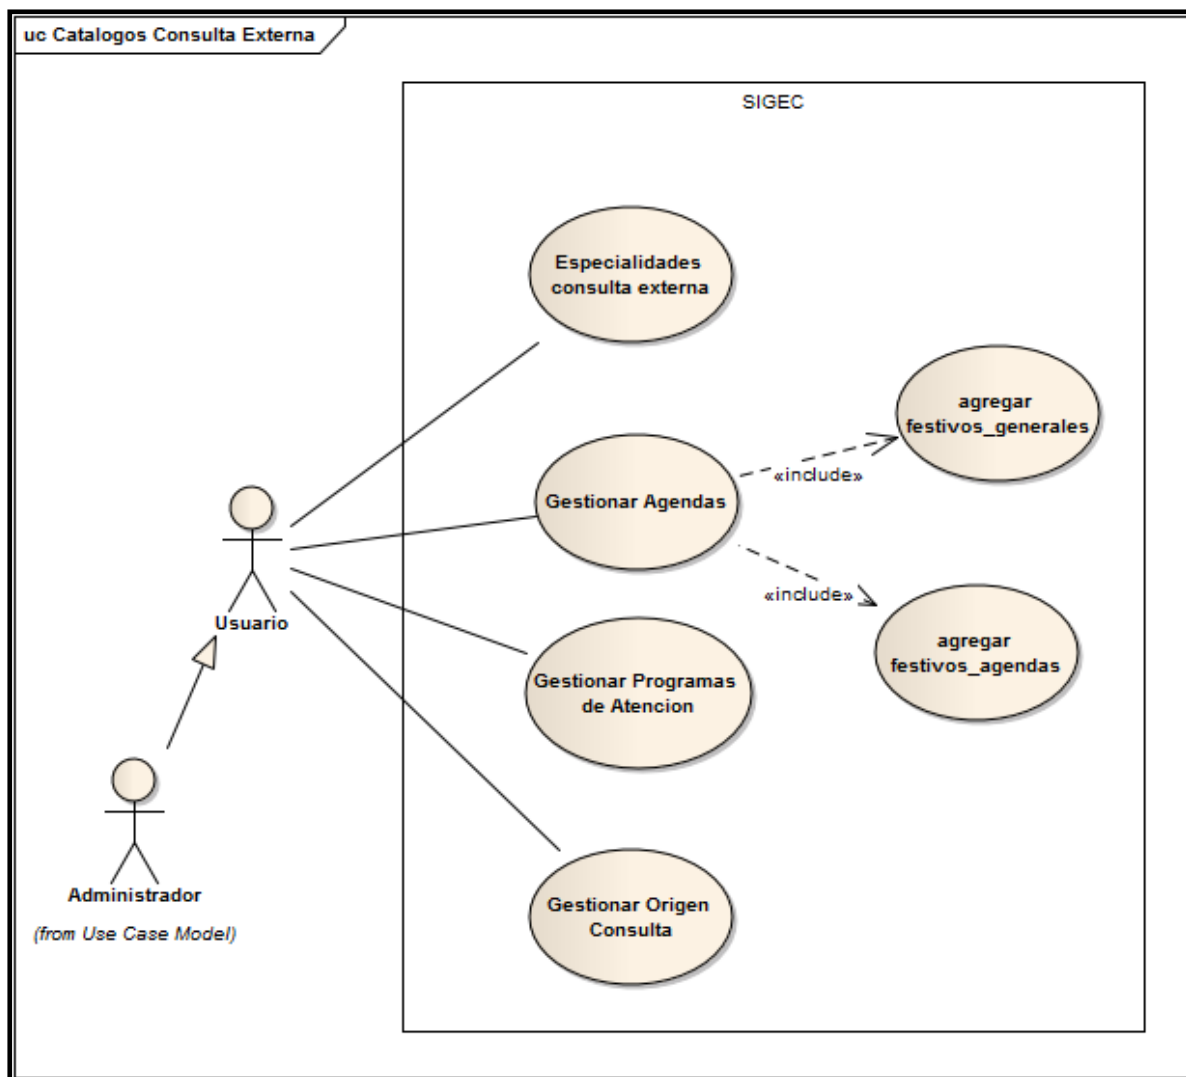 uc Catalogos Consulta Externa
SIGEC
Especialidades
consulta externa
agregar
festivos_generales
«include»
Gestionar Agendas
«include»
agregar
festivos_agendas
Usuario
Gestionar Programas
de Atencion
Administrador
(from Use Case Model)
Gestionar Origen
Consulta